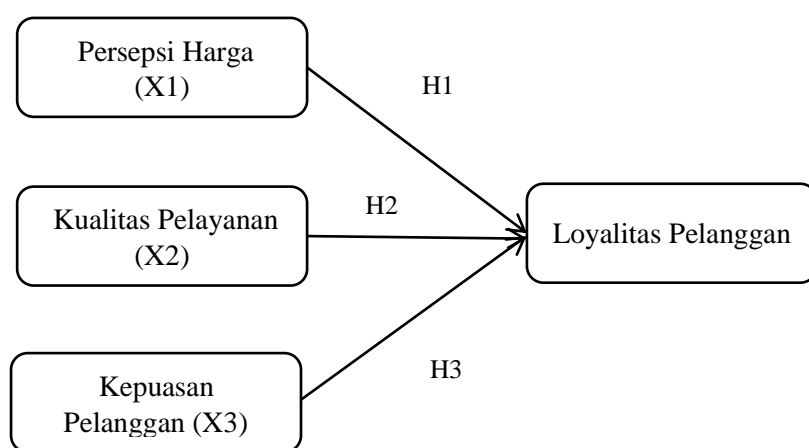 Persepsi Harga
(X1)
H1
Kualitas Pelayanan
(X2)
H2
Loyalitas Pelanggan
Kepuasan
Pelanggan (X3)
H3